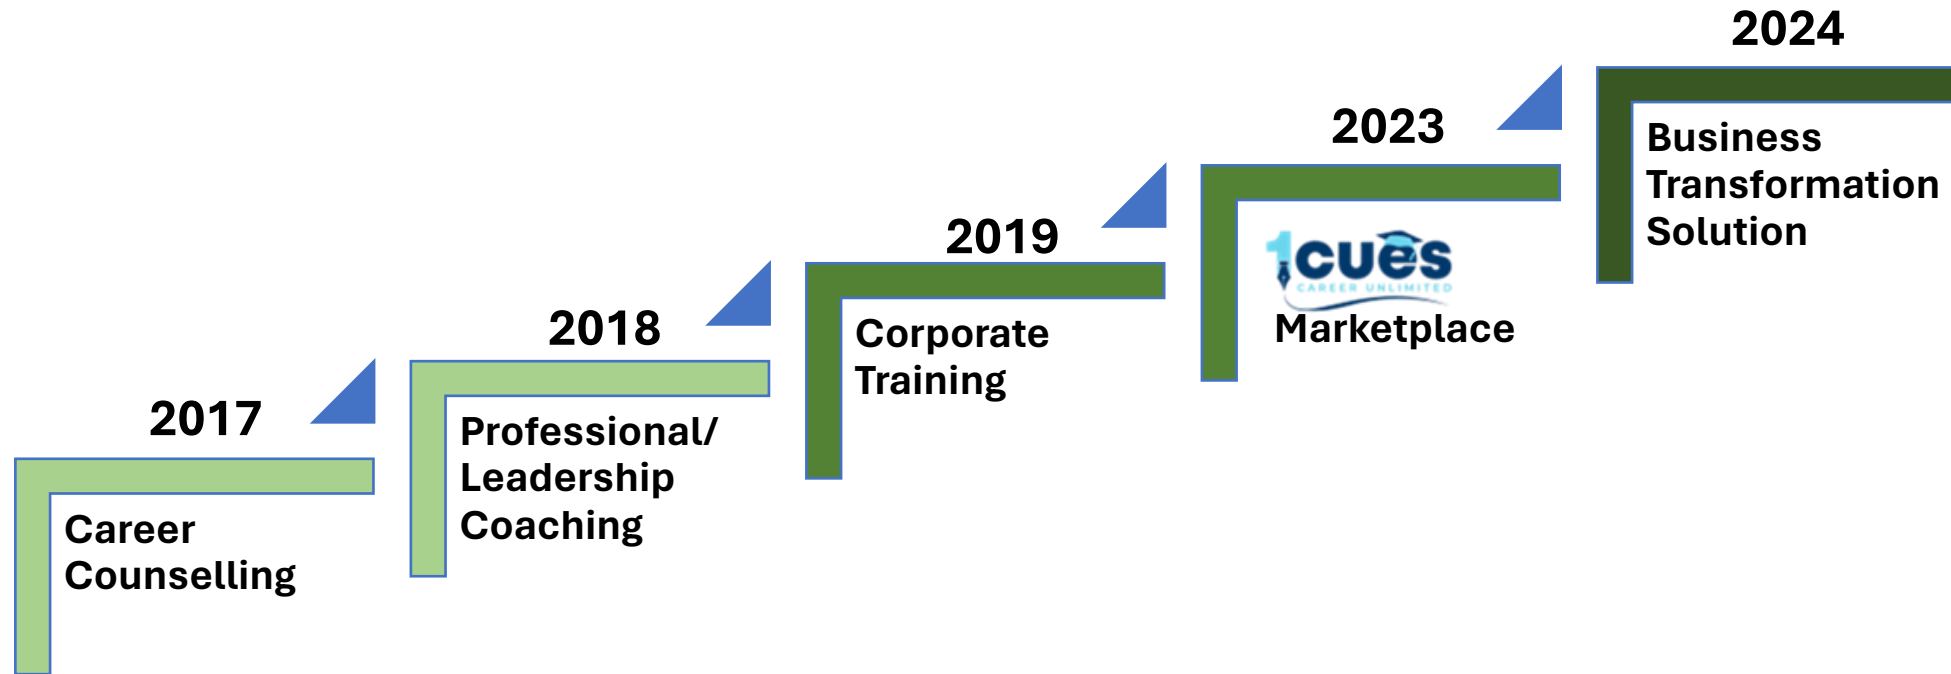 2017
Career
Counselling
2018
Professional/
Leadership
Coaching
2019
Corporate
Training
2023
1cues
CAREER UNLIMITED
Marketplace
2024
Business
Transformation
Solution